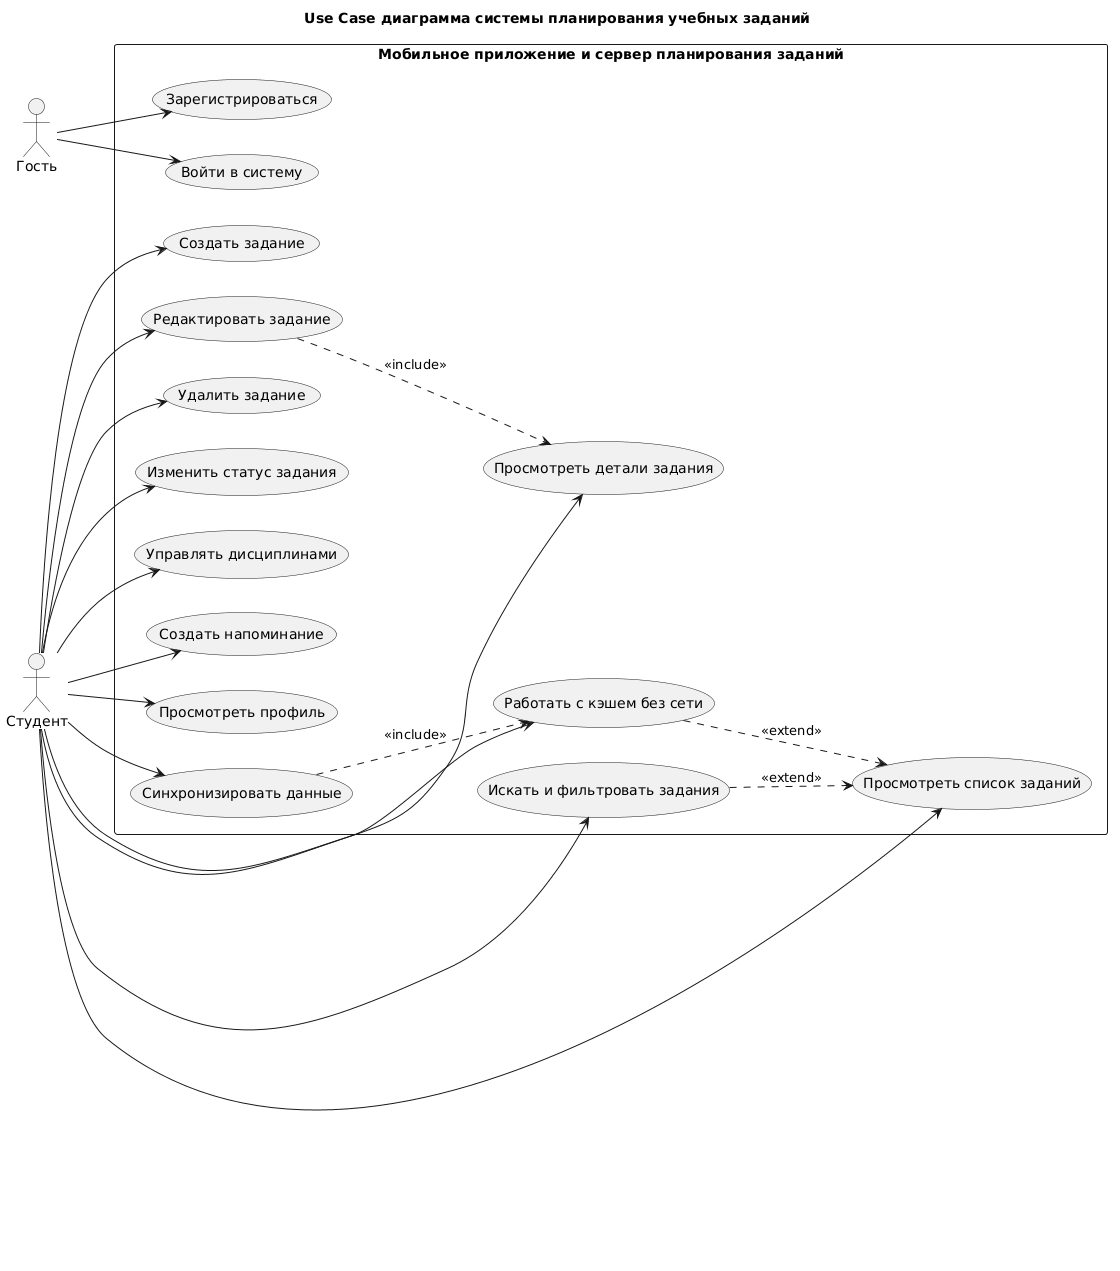 Use Case диаграмма системы планирования учебных заданий
Мобильное приложение и сервер планирования заданий
Зарегистрироваться
Гость
Войти в систему
Создать задание
Редактировать задание
«include»
Удалить задание
Изменить статус задания
Просмотреть детали задания
Управлять дисциплинами
Создать напоминание
Студент
Просмотреть профиль
Работать с кэшем без сети
«include»
«extend»
Синхронизировать данные
Искать и фильтровать задания
«extend»
Просмотреть список заданий